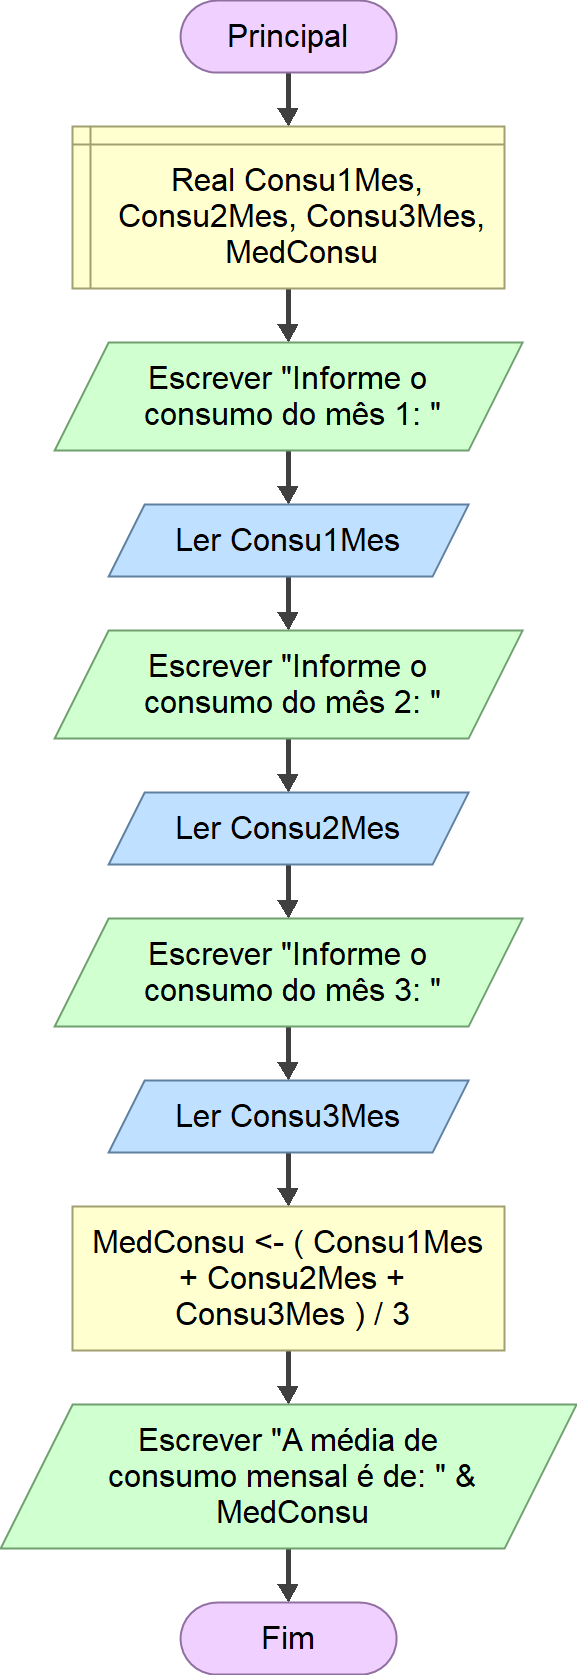 Principal
Real Consu1Mes,
Consu2Mes, Consu3Mes,
MedConsu
Escrever "Informe o
consumo do mês 1: "
Ler Consu1Mes
Escrever "Informe o
consumo do mês 2: "
Ler Consu2Mes
Escrever "Informe o
consumo do mês 3: "
Ler Consu3Mes
MedConsu <- ( Consu1Mes
+ Consu2Mes +
Consu3Mes ) / 3
Escrever "A média de
consumo mensal é de: " &
MedConsu
Fim